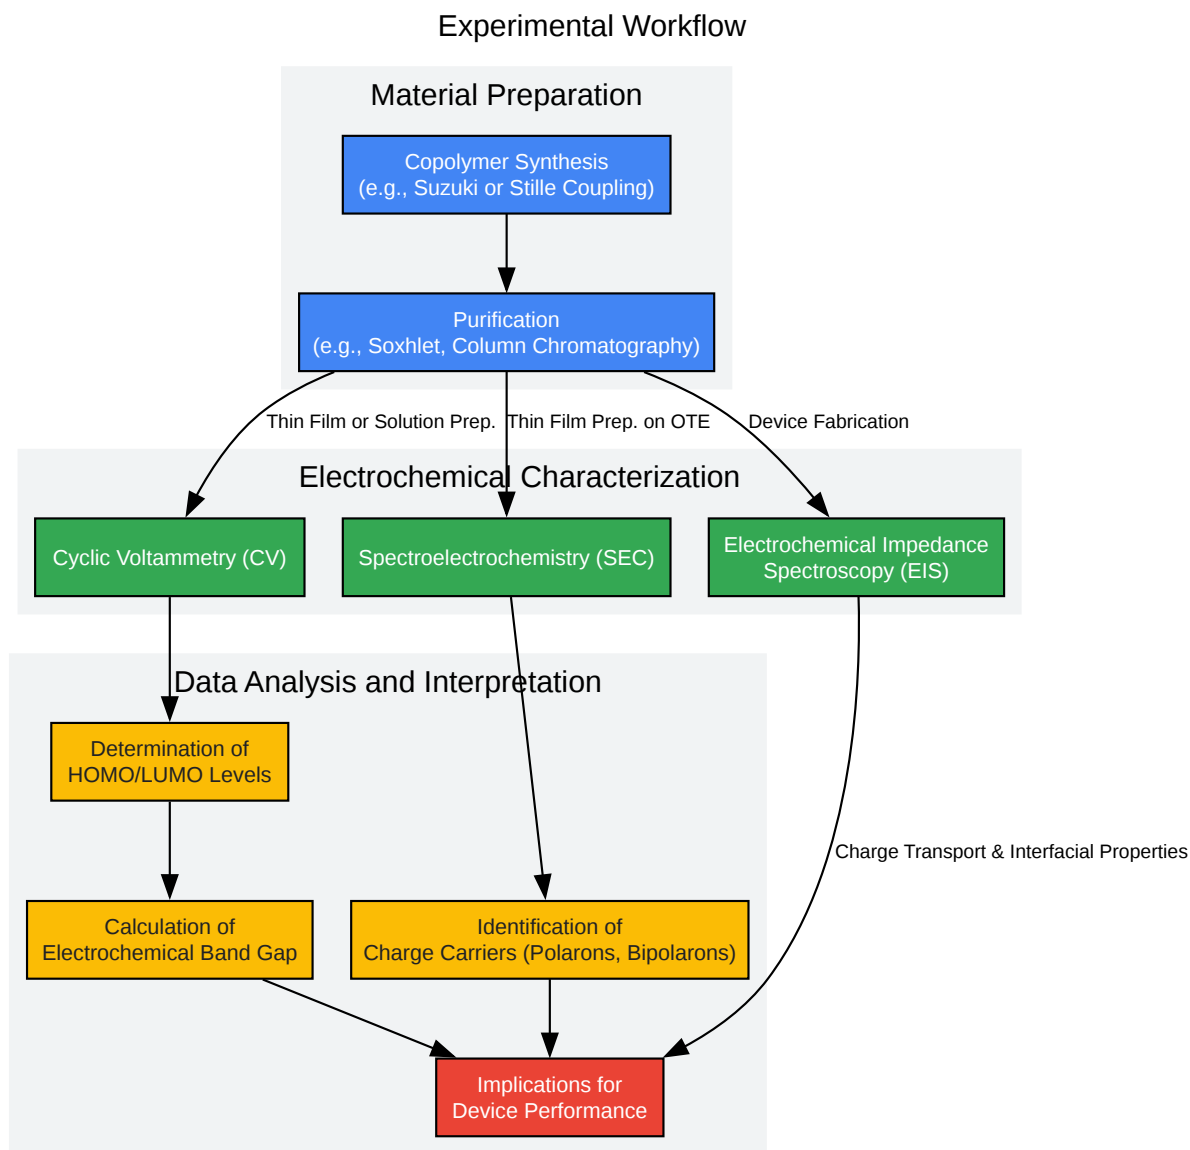 Experimental Workflow
Material Preparation
Copolymer Synthesis
(e.g., Suzuki or Stille Coupling)
Purification
(e.g., Soxhlet, Column Chromatography)
Thin Film or Solution Prep.
Thin Film Prep. on OTE
Device Fabrication
Electrochemical Characterization
Cyclic Voltammetry (CV)
Spectroelectrochemistry (SEC)
Electrochemical Impedance
Spectroscopy (EIS)
Data Analysis and Interpretation
Determination of
HOMO/LUMO Levels
Charge Transport & Interfacial Properties
Calculation of
Electrochemical Band Gap
Identification of
Charge Carriers (Polarons, Bipolarons)
Implications for
Device Performance